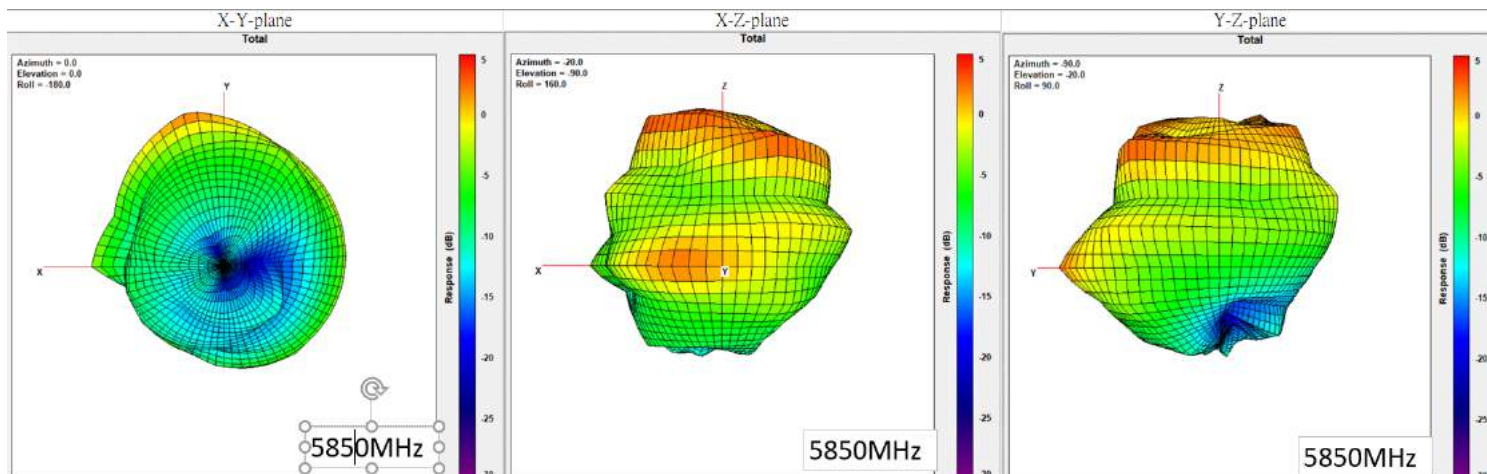 X-Y-plane
Total
Azimuth = 0.0
Elevation = 0.0
Roll = -180.0
Y
X
5
0
-5
-10
-15
-20
-25
-30
Response (dB)
5850MHz
X-Z-plane
Total
Azimuth = -20.0
Elevation = -90.0
Roll = 160.0
Z
X
Y
5
0
-5
-10
-15
-20
-25
-30
Response (dB)
5850MHz
Y-Z-plane
Total
Azimuth = -90.0
Elevation = -20.0
Roll = 90.0
Z
Y
5
0
-5
-10
-15
-20
-25
-30
Response (dB)
5850MHz